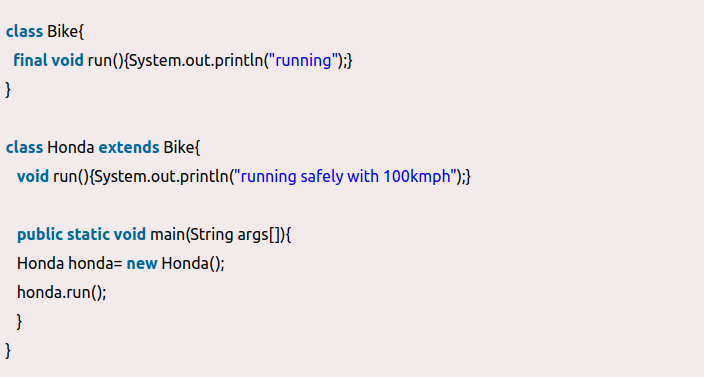 class Bike{
final void run(){System.out.println("running");}
}
class Honda extends Bike{
void run(){System.out.println("running safely with 100kmph");}
public static void main(String args[]){
Honda honda= new Honda();
honda.run();
}
}